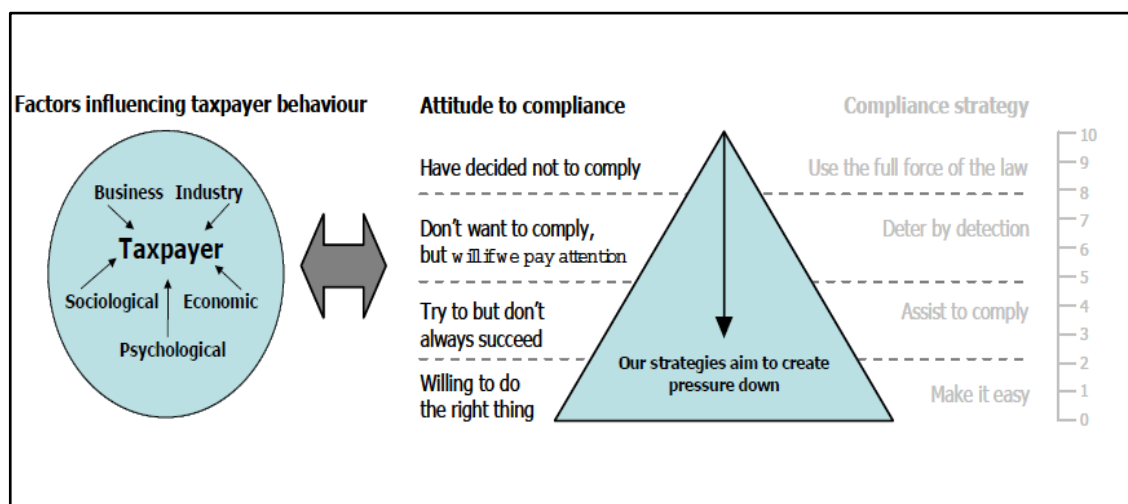 Factors influencing taxpayer behaviour
Business Industry
Taxpayer
Sociological Economic
Psychological
Attitude to compliance
Have decided not to comply
Don't want to comply,
but will if we pay attention
Try to but don't
always succeed
Willing to do
the right thing
Our strategies aim to create
pressure down
Compliance strategy
Use the full force of the law
Deter by detection
Assist to comply
Make it easy
10
9
8
7
6
5
4
3
2
1
0